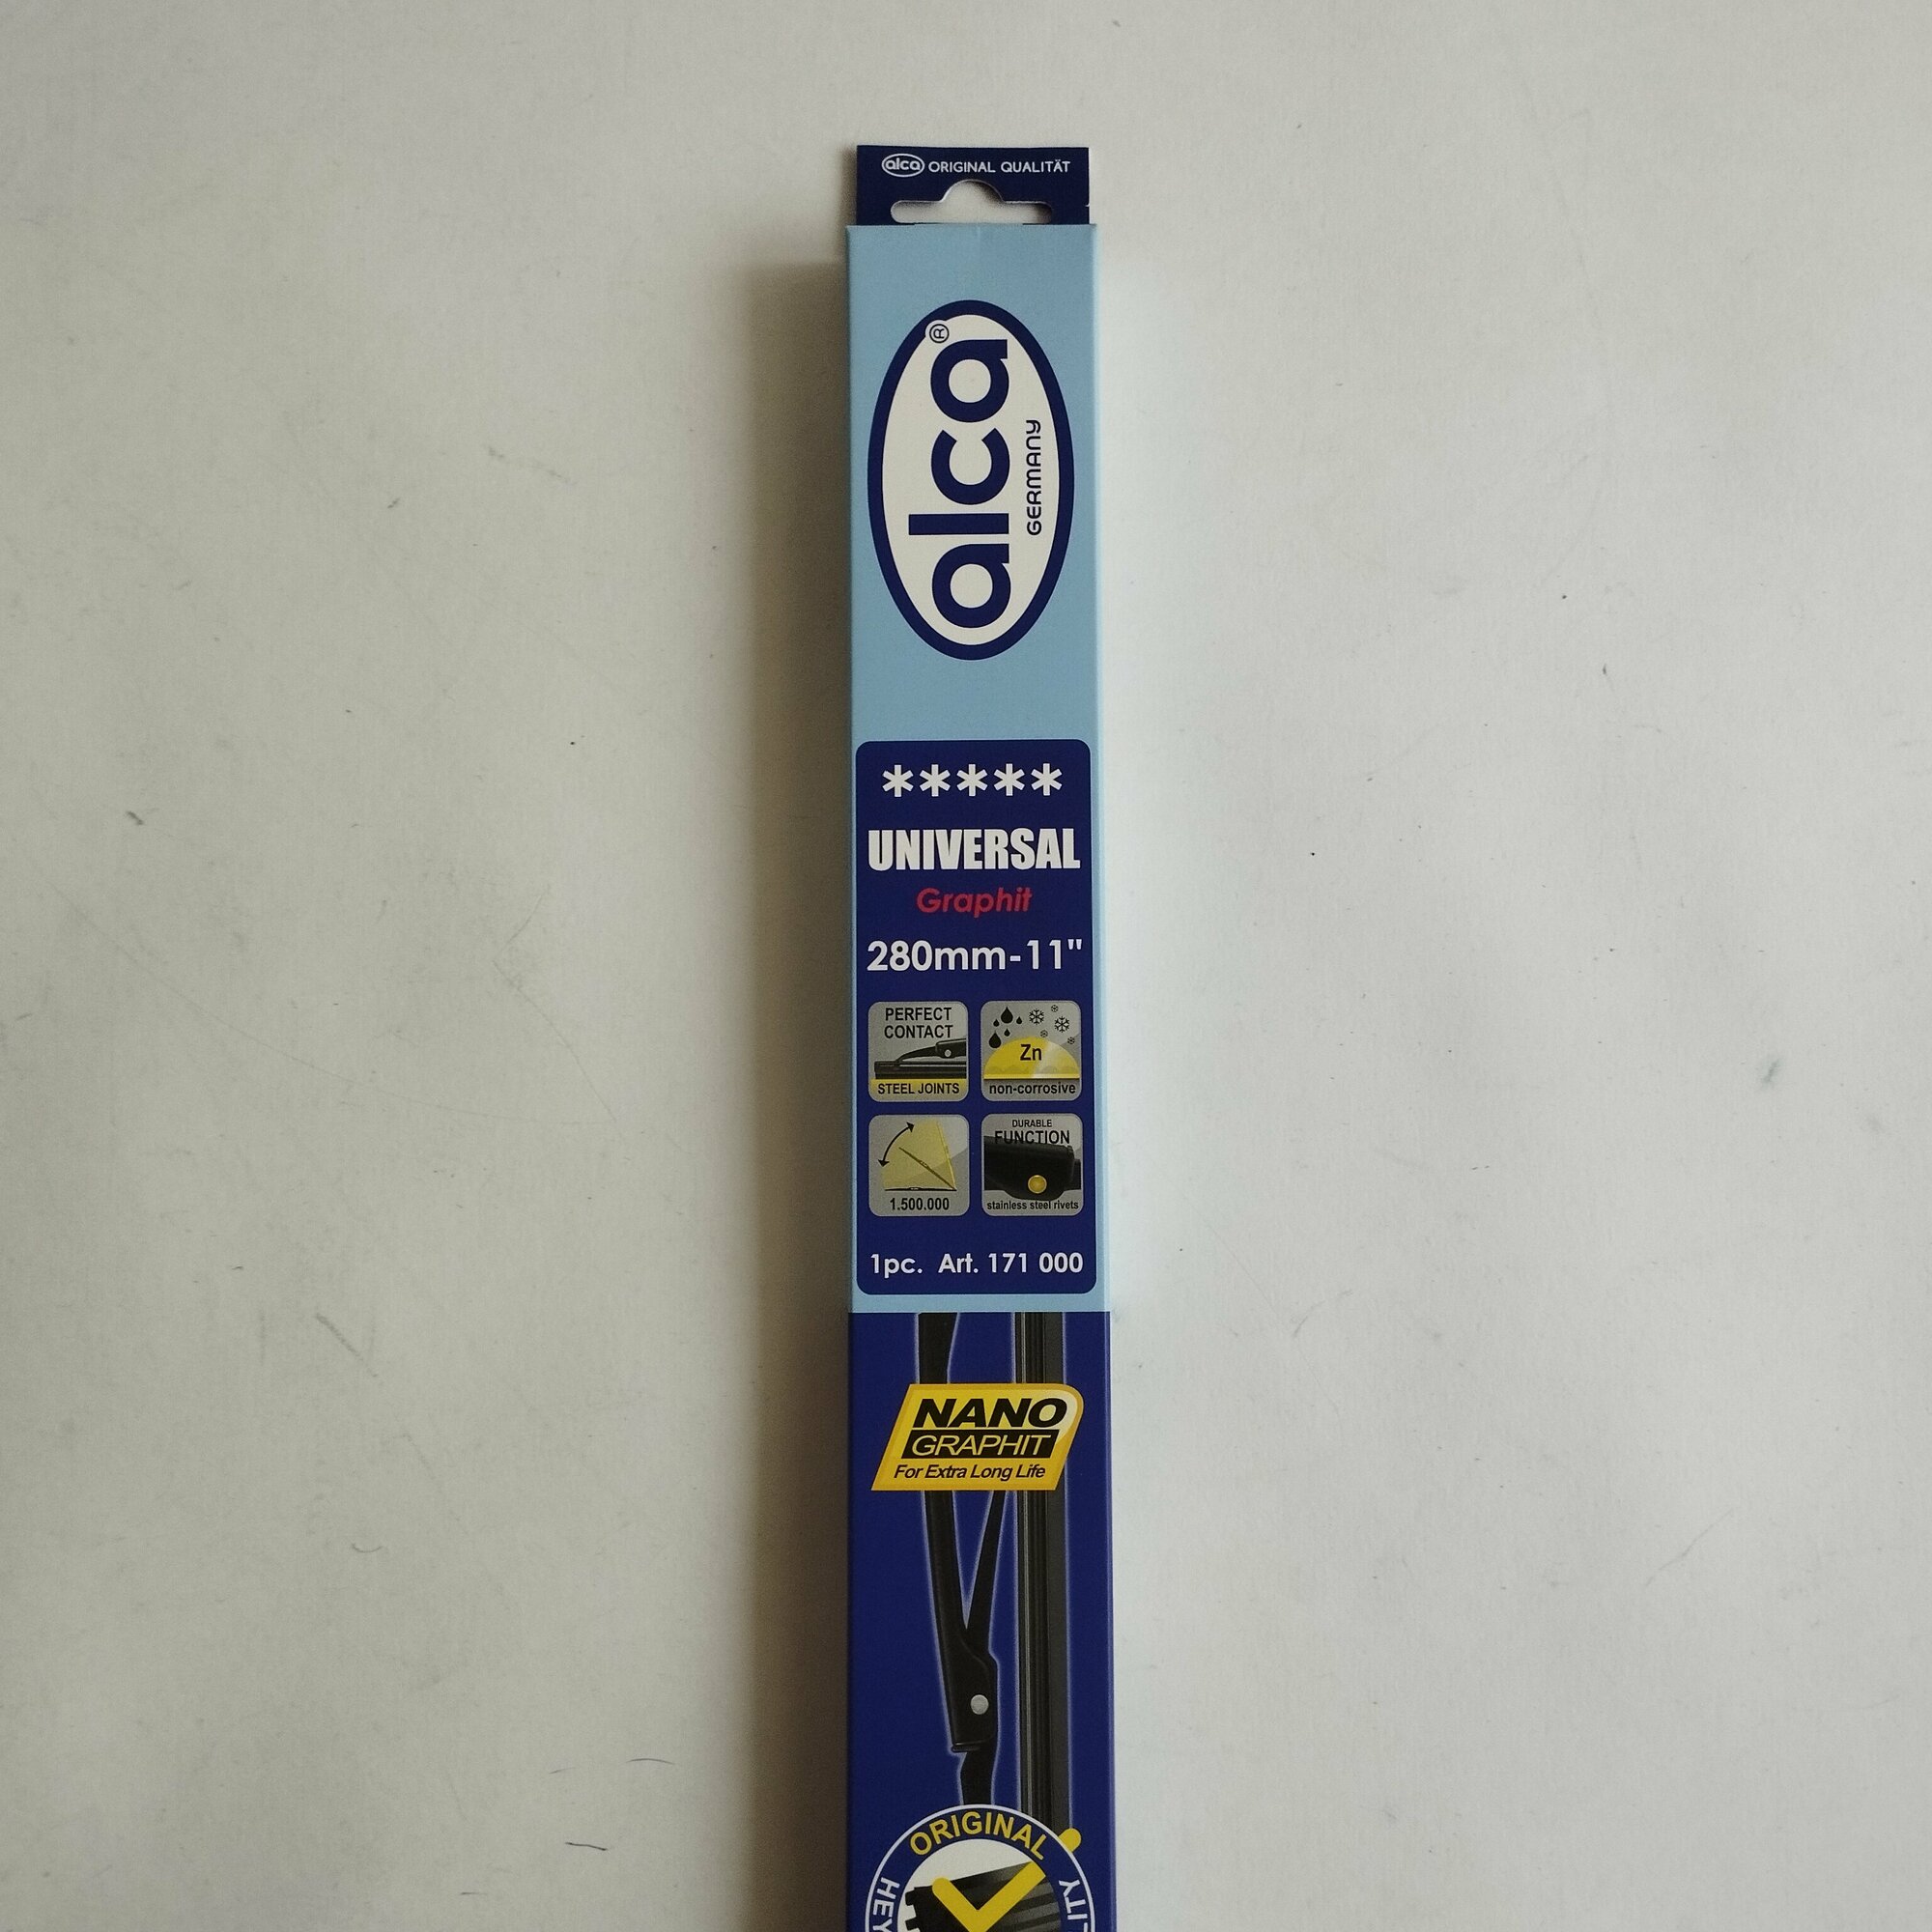 alca ORIGINAL QUALITÄT
alca®
GERMANY
*****
UNIVERSAL
Graphit
280mm-11"
PERFECT
CONTACT
STEEL JOINTS
Zn
non-corrosive
1.500.000
DURABLE
FUNCTION
stainless steel rivets
1pc. Art. 171 000
NANO
GRAPHIT
For Extra Long Life
ORIGINAL